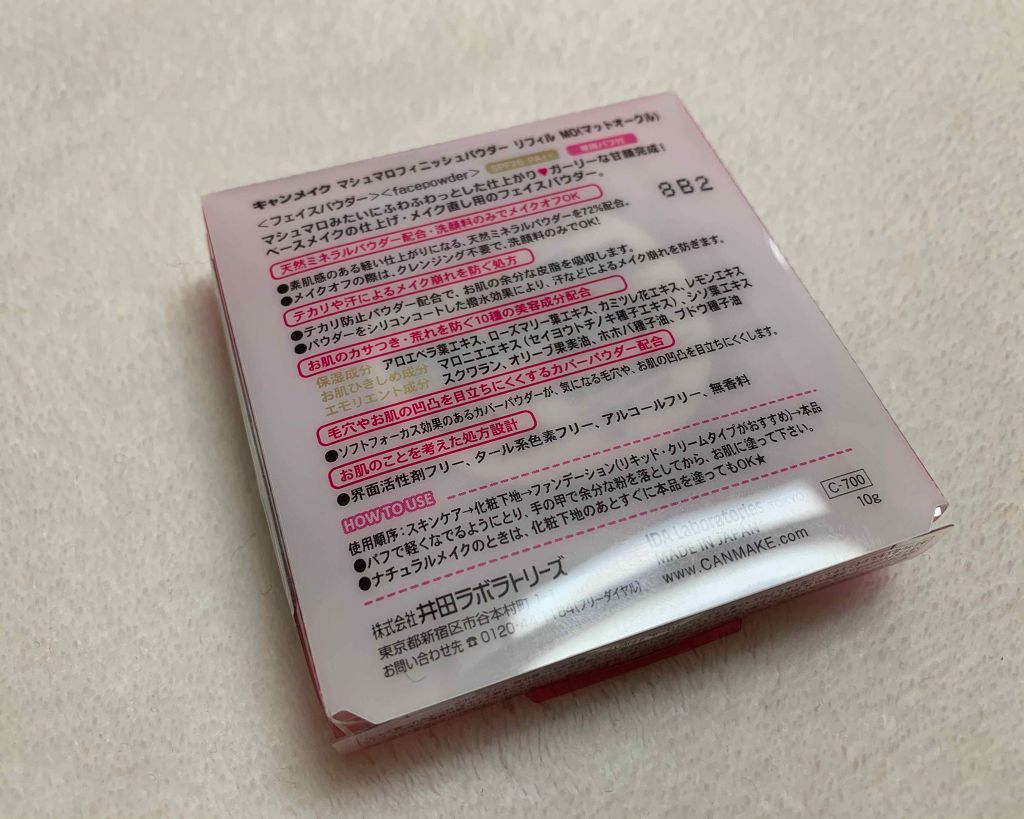 キャンメイク マシュマロフィニッシュパウダー リフィル MO(マットオークル)
<フェイスパウダー><facepowder> SPF26 PA++ 専用パフ付
マシュマロみたいにふわふわっとした仕上がり♥ガーリーな甘顔完成!
ベースメイクの仕上げ・メイク直し用のフェイスパウダー。
8B2
天然ミネラルパウダー配合・洗顔料のみでメイクオフOK
●素肌感のある軽い仕上がりになる、天然ミネラルパウダーを72%配合。
●メイクオフの際は、クレンジング不要で、洗顔料のみでOK!
テカリや汗によるメイク崩れを防ぐ処方
●テカリ防止パウダー配合で、お肌の余分な皮脂を吸収します。
●パウダーをシリコンコートした撥水効果により、汗などによるメイク崩れを防ぎます。
お肌のカサつき・荒れを防ぐ10種の美容成分配合
保湿成分 アロエベラ葉エキス、ローズマリー葉エキス、カミツレ花エキス、レモンエキス
お肌ひきしめ成分 マロニエエキス(セイヨウトチノキ種子エキス)、シソ葉エキス
エモリエント成分 スクワラン、オリーブ果実油、ホホバ種子油、ブドウ種子油
毛穴やお肌の凹凸を目立ちにくくするカバーパウダー配合
●ソフトフォーカス効果のあるカバーパウダーが、気になる毛穴や、お肌の凹凸を目立ちにくくします。
お肌のことを考えた処方設計
●界面活性剤フリー、タール系色素フリー、アルコールフリー、無香料
HOW TO USE
使用順序:スキンケア→化粧下地→ファンデーション(リキッド・クリームタイプがおすすめ)→本品
●パフで軽くなでるようにとり、手の甲で余分な粉を落としてから、お肌に塗って下さい。
●ナチュラルメイクのときは、化粧下地のあとすぐに本品を塗ってもOK★
C-700
10g
株式会社井田ラボラトリーズ
東京都新宿区市谷本村町
お問い合わせ先 ☎0120-44-1184(フリーダイヤル)
IDA Laboratories TOKYO
MADE IN JAPAN
www.CANMAKE.com